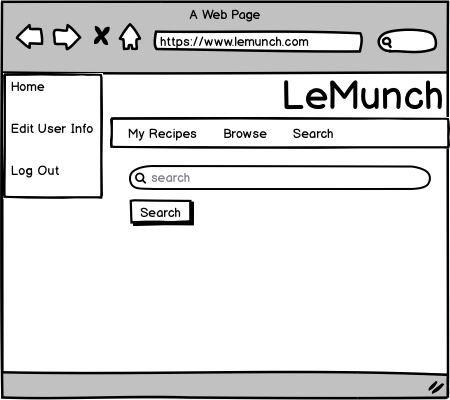 A Web Page
https://www.lemunch.com
LeMunch
Home
Edit User Info
Log Out
My Recipes Browse Search
search
Search